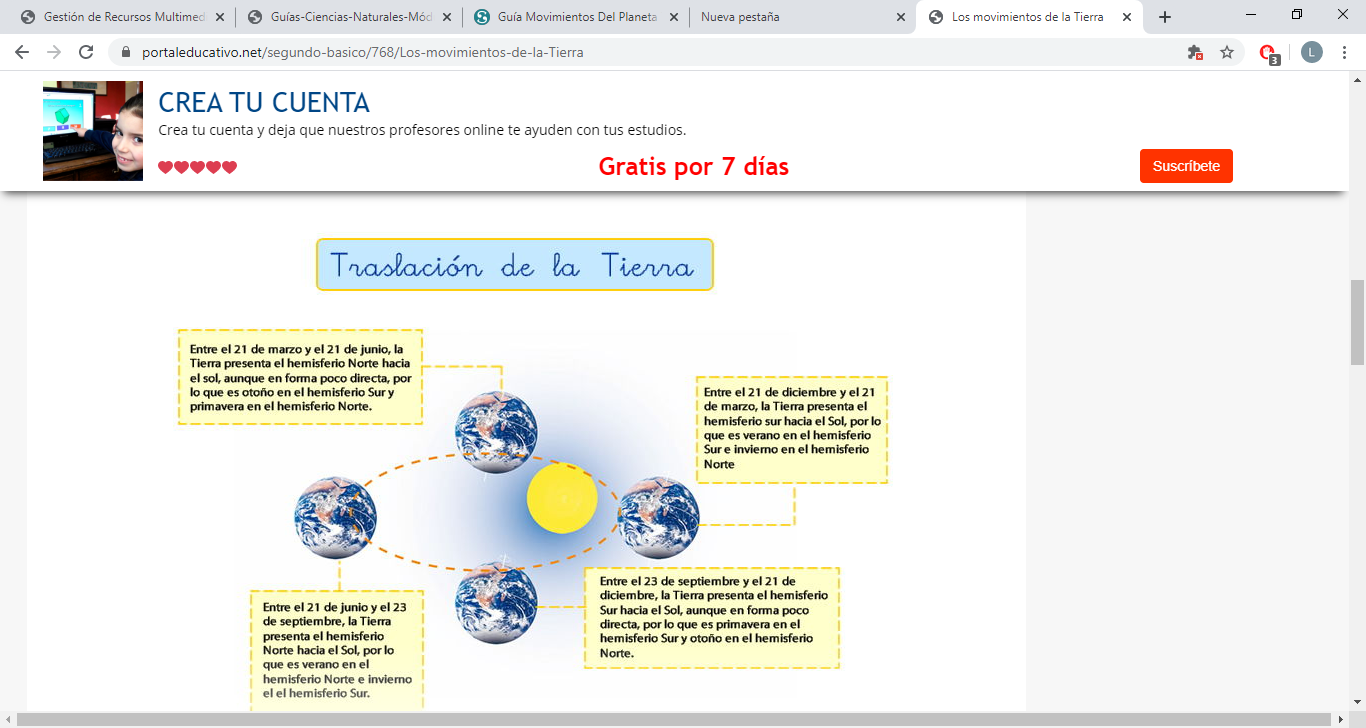 Gestión de Recursos Multimed
Guías-Ciencias-Naturales-Mód
Guía Movimientos Del Planeta
Nueva pestaña
Los movimientos de la Tierra
portaleducativo.net/segundo-basico/768/Los-movimientos-de-la-Tierra
3
L
CREA TU CUENTA
Crea tu cuenta y deja que nuestros profesores online te ayuden con tus estudios.
Gratis por 7 días
Suscríbete
Traslación de la Tierra
Entre el 21 de marzo y el 21 de junio, la
Tierra presenta el hemisferio Norte hacia
el sol, aunque en forma poco directa, por
lo que es otoño en el hemisferio Sur y
primavera en el hemisferio Norte.
Entre el 21 de diciembre y el 21
de marzo, la Tierra presenta el
hemisferio sur hacia el Sol, por lo
que es verano en el hemisferio
Sur e invierno en el hemisferio
Norte
Entre el 21 de junio y el 23
de septiembre, la Tierra
presenta el hemisferio
Norte hacia el Sol, por lo
que es verano en el
hemisferio Norte e invierno
el el hemisferio Sur.
Entre el 23 de septiembre y el 21 de
diciembre, la Tierra presenta el hemisferio
Sur hacia el Sol, aunque en forma poco
directa, por lo que es primavera en el
hemisferio Sur y otoño en el hemisferio
Norte.